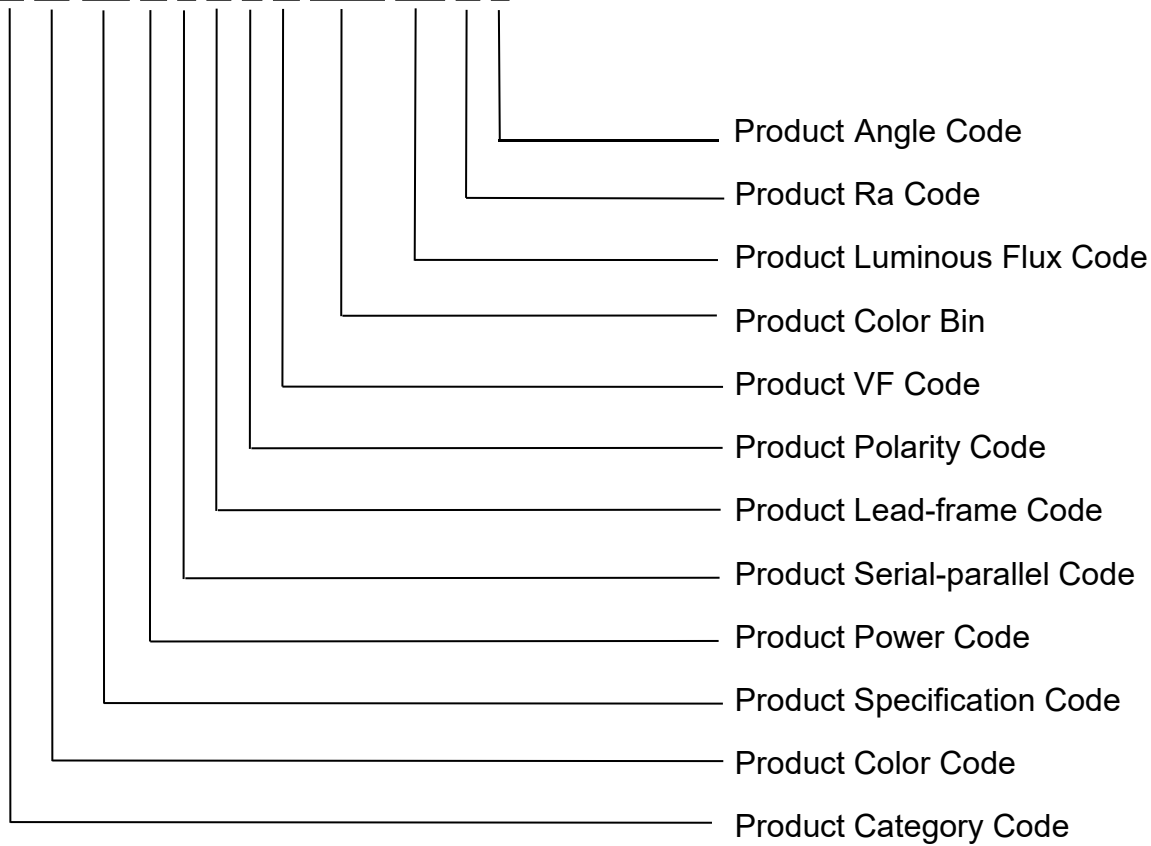 Product Angle Code
Product Ra Code
Product Luminous Flux Code
Product Color Bin
Product VF Code
Product Polarity Code
Product Lead-frame Code
Product Serial-parallel Code
Product Power Code
Product Specification Code
Product Color Code
Product Category Code